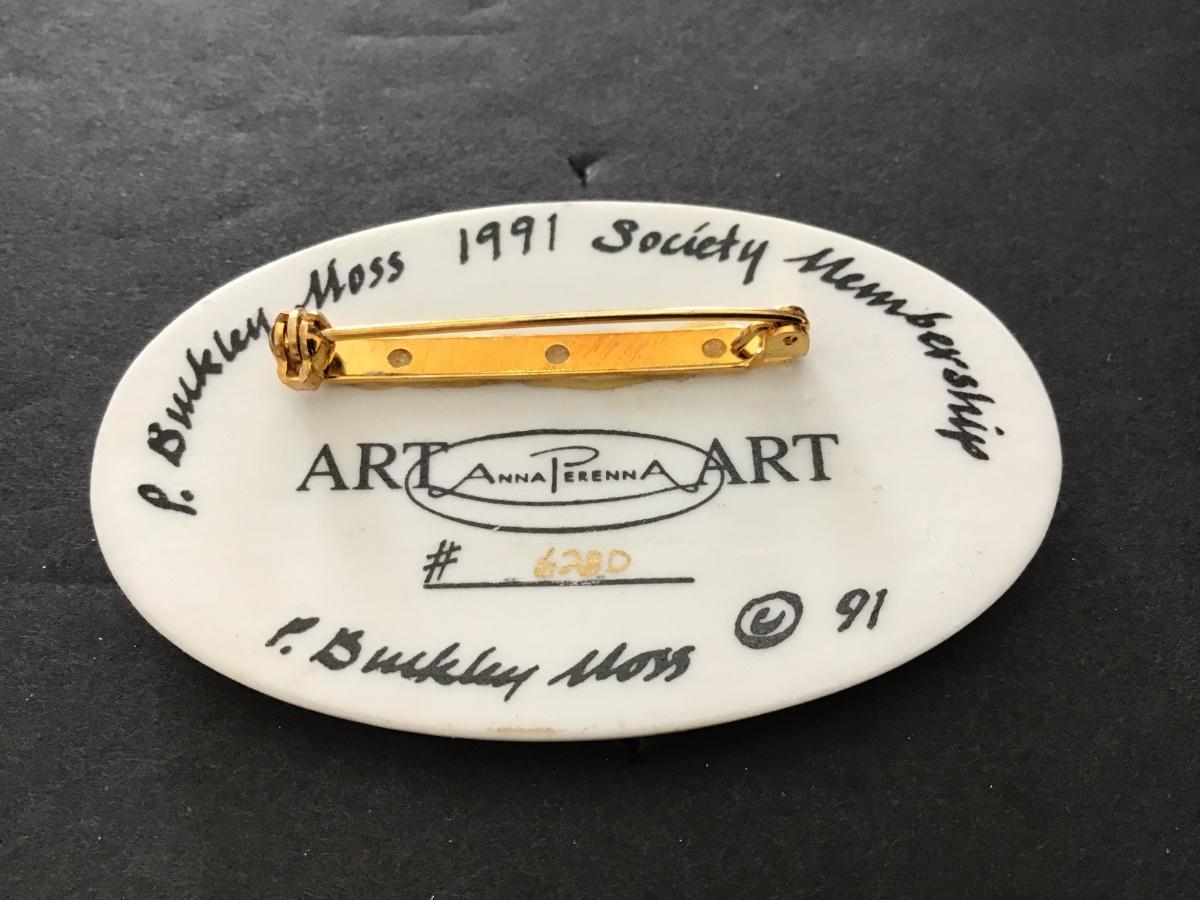 P. Buckley Moss 1991 Society Membership
ART ANNA PERENNA ART
# 6280
P. Buckley Moss © 91